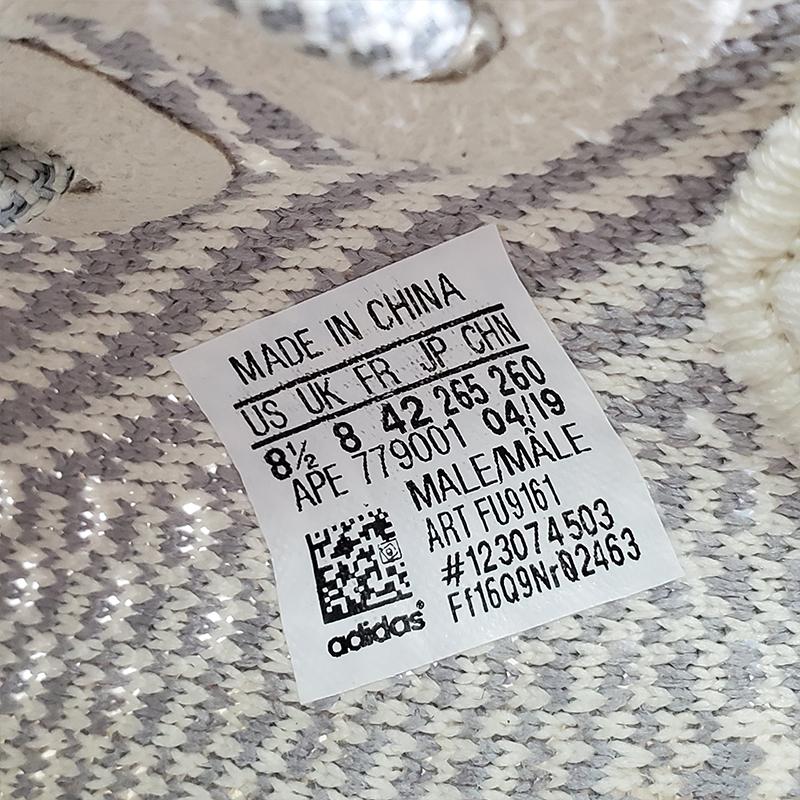 MADE IN CHINA
US UK FR JP CHN
8½ 8 42 265 260
APE 779001 04/19
MALE/MÂLE
ART FU9161
#123074503
Ff16Q9Nr02463
adidas®